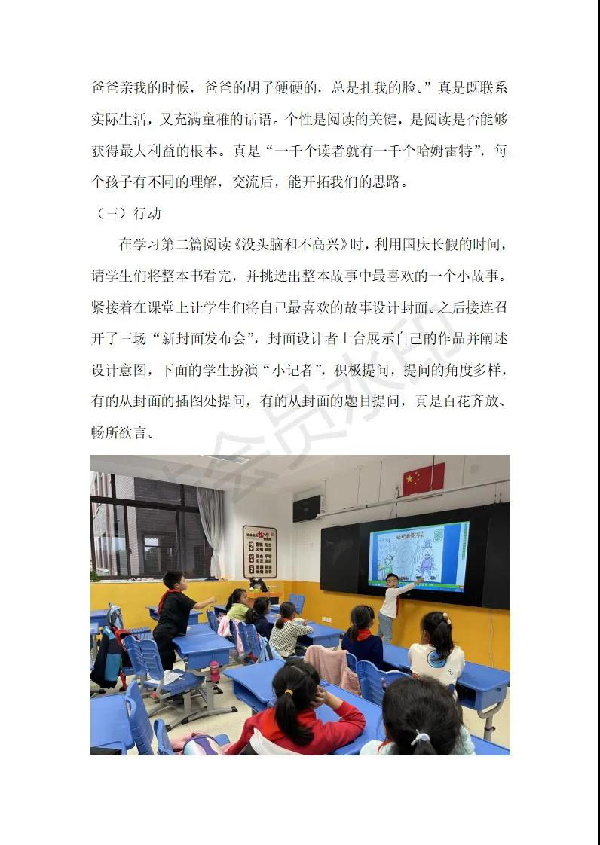 爸爸亲我的时候，爸爸的胡子硬硬的，总是扎我的脸。”真是既联系
实际生活，又充满童稚的话语。个性是阅读的关键，是阅读是否能够
获得最大利益的根本。真是“一千个读者就有一千个哈姆雷特”，每
个孩子有不同的理解，交流后，能开拓我们的思路。
（二）行动
在学习第二篇阅读《没头脑和不高兴》时，利用国庆长假的时间，
请学生们将整本书看完，并挑选出整本故事中最喜欢的一个小故事。
紧接着在课堂上让学生们将自己最喜欢的故事设计封面。之后接连召
开了三场“新封面发布会”，封面设计者上台展示自己的作品并阐述
设计意图，下面的学生扮演“小记者”，积极提问，提问的角度多样，
有的从封面的插图处提问，有的从封面的题目提问，真是百花齐放、
畅所欲言。
会员水印